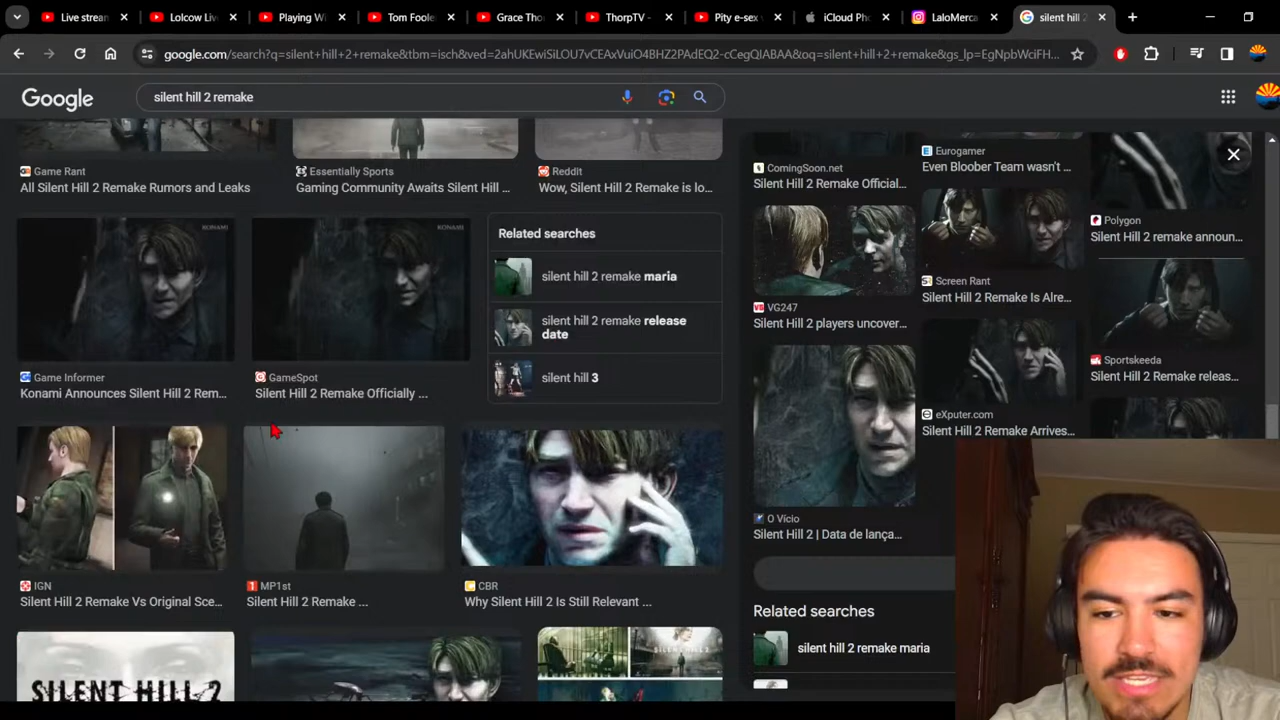 Live stream
Lolcow Liv
Playing Wi
Tom Foole
Grace Tho
ThorpTV -
Pity e-sex
iCloud Pho
LaloMerca
silent hill 2
google.com/search?q=silent+hill+2+remake&tbm=isch&ved=2ahUKEwiSiLOU7vCEAxVuiO4BHZ2PAdEQ2-cCegQIABAA&oq=silent+hill+2+remake&gs_lp=EgNpbWciFH...
Google
silent hill 2 remake
Game Rant
All Silent Hill 2 Remake Rumors and Leaks
Essentially Sports
Gaming Community Awaits Silent Hill ...
Reddit
Wow, Silent Hill 2 Remake is lo...
KONAMI
KONAMI
Game Informer
Konami Announces Silent Hill 2 Rem...
GameSpot
Silent Hill 2 Remake Officially ...
Related searches
silent hill 2 remake maria
silent hill 2 remake release
date
silent hill 3
IGN
Silent Hill 2 Remake Vs Original Sce...
MP1st
Silent Hill 2 Remake ...
CBR
Why Silent Hill 2 Is Still Relevant ...
SILENT HILL 2
SILENT HILL 2
ComingSoon.net
Silent Hill 2 Remake Official...
Eurogamer
Even Bloober Team wasn't ...
Polygon
Silent Hill 2 remake announ...
VG247
Silent Hill 2 players uncover...
Screen Rant
Silent Hill 2 Remake Is Alre...
Sportskeeda
Silent Hill 2 Remake releas...
O Vício
Silent Hill 2 | Data de lança...
eXputer.com
Silent Hill 2 Remake Arrives...
Related searches
silent hill 2 remake maria